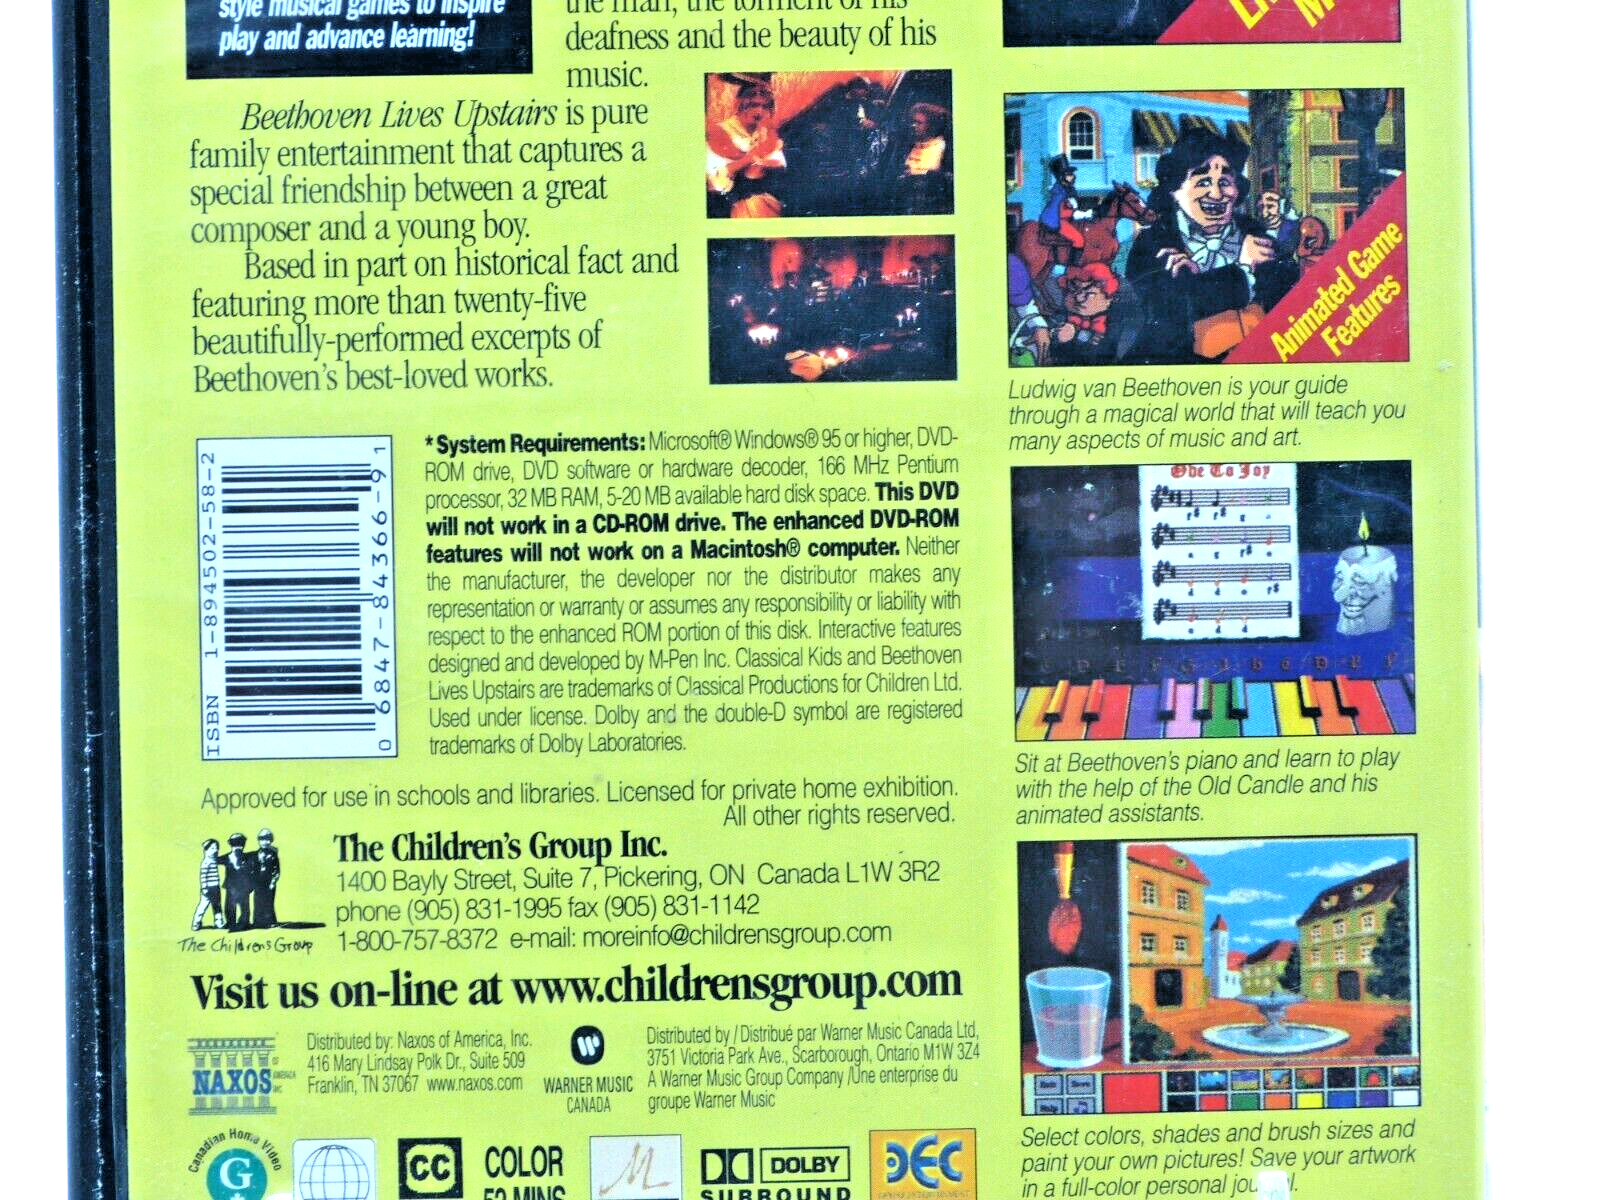 style musical games to inspire
play and advance learning!
the man, the torment of his
deafness and the beauty of his
music.
Beethoven Lives Upstairs is pure
family entertainment that captures a
special friendship between a great
composer and a young boy.
Based in part on historical fact and
featuring more than twenty-five
beautifully-performed excerpts of
Beethoven's best-loved works.
ISBN 1-894502-58-2
0 6847-84366-9 1
*System Requirements: Microsoft® Windows® 95 or higher, DVD-
ROM drive, DVD software or hardware decoder, 166 MHz Pentium
processor, 32 MB RAM, 5-20 MB available hard disk space. This DVD
will not work in a CD-ROM drive. The enhanced DVD-ROM
features will not work on a Macintosh® computer. Neither
the manufacturer, the developer nor the distributor makes any
representation or warranty or assumes any responsibility or liability with
respect to the enhanced ROM portion of this disk. Interactive features
designed and developed by M-Pen Inc. Classical Kids and Beethoven
Lives Upstairs are trademarks of Classical Productions for Children Ltd.
Used under license. Dolby and the double-D symbol are registered
trademarks of Dolby Laboratories.
Approved for use in schools and libraries. Licensed for private home exhibition.
All other rights reserved.
The Children's Group
The Children's Group Inc.
1400 Bayly Street, Suite 7, Pickering, ON Canada L1W 3R2
phone (905) 831-1995 fax (905) 831-1142
1-800-757-8372 e-mail: moreinfo@childrensgroup.com
Visit us on-line at www.childrensgroup.com
NAXOS
OF AMERICA INC.
Distributed by: Naxos of America, Inc.
416 Mary Lindsay Polk Dr., Suite 509
Franklin, TN 37067 www.naxos.com
WARNER MUSIC
CANADA
Distributed by / Distribué par Warner Music Canada Ltd,
3751 Victoria Park Ave., Scarborough, Ontario M1W 3Z4
A Warner Music Group Company /Une enterprise du
groupe Warner Music
Canadian Home Video
G
CC
COLOR
52 MINS
M
DOLBY
SURROUND
DEC
Animated Game
Features
Ludwig van Beethoven is your guide
through a magical world that will teach you
many aspects of music and art.
Ode To Joy
Sit at Beethoven's piano and learn to play
with the help of the Old Candle and his
animated assistants.
Select colors, shades and brush sizes and
paint your own pictures! Save your artwork
in a full-color personal